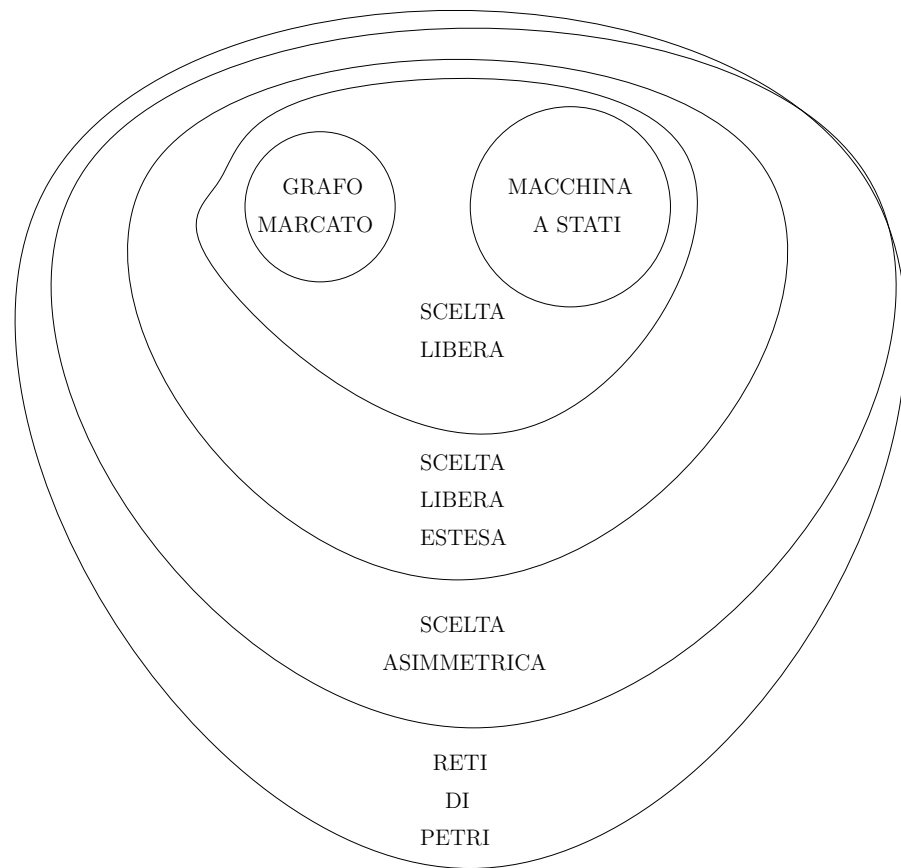 GRAFO
MARCATO
MACCHINA
A STATI
SCELTA
LIBERA
SCELTA
LIBERA
ESTESA
SCELTA
ASIMMETRICA
RETI
DI
PETRI